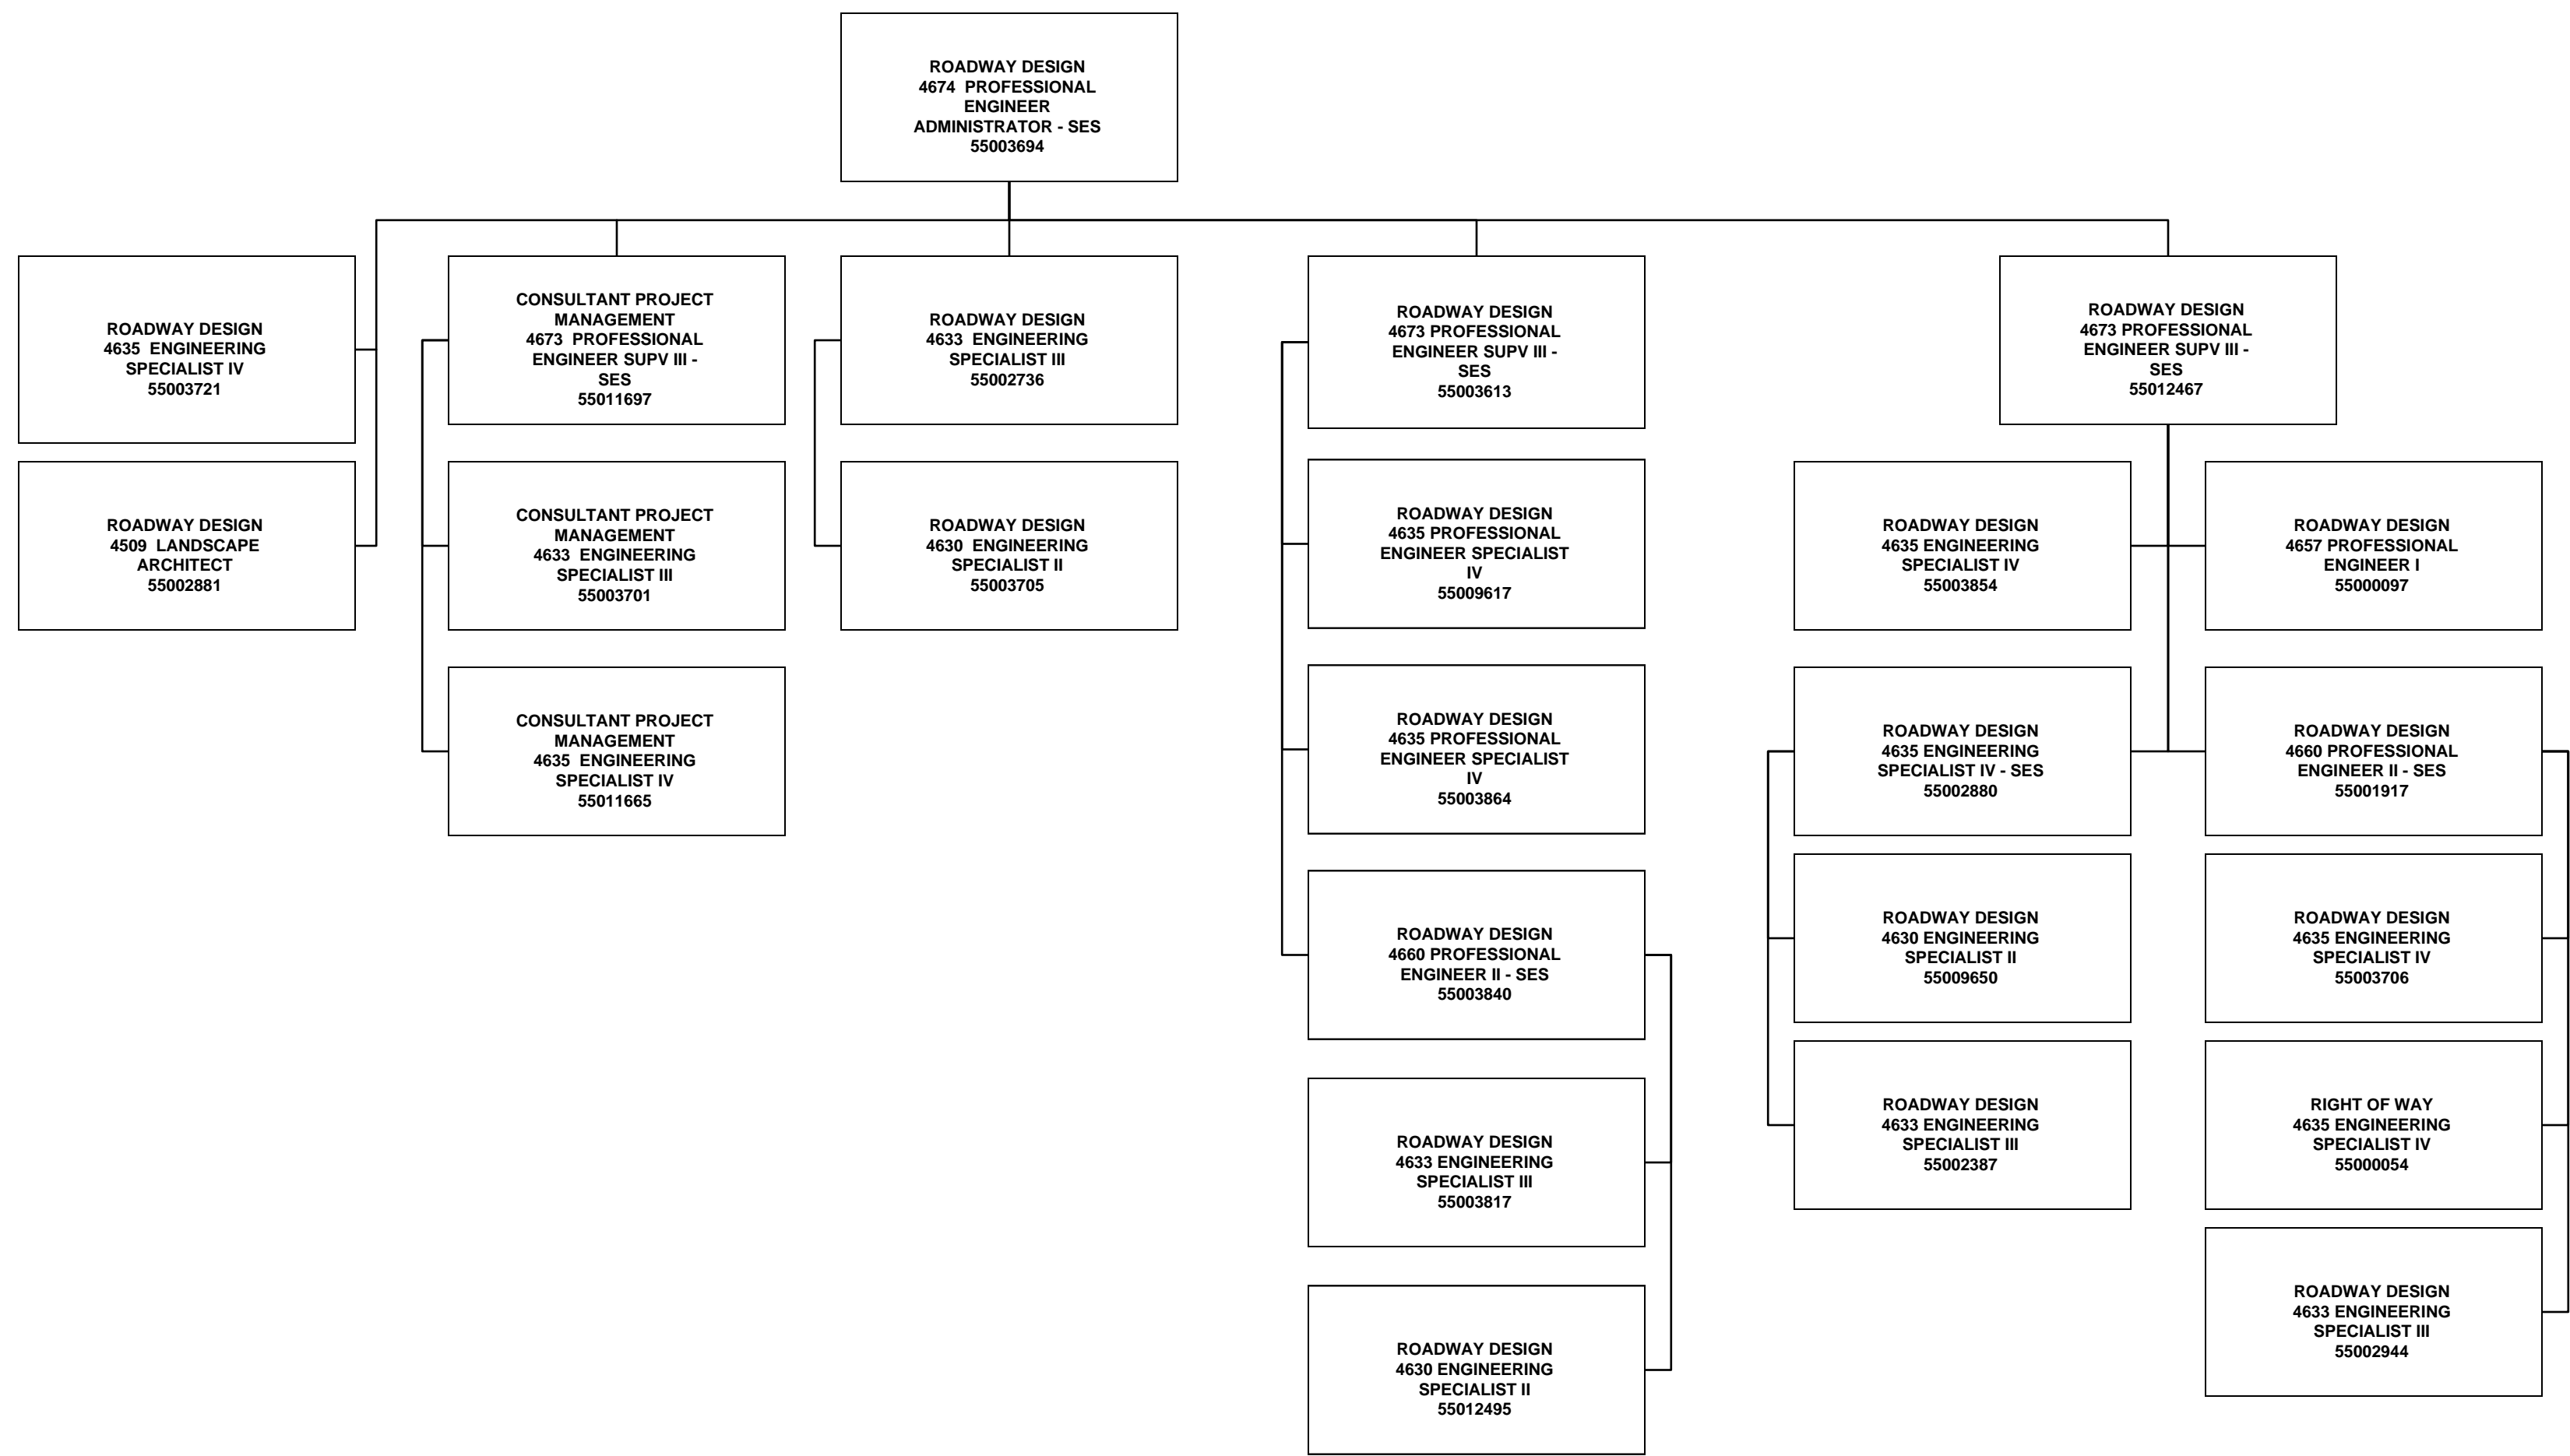 ROADWAY DESIGN
4674 PROFESSIONAL
ENGINEER
ADMINISTRATOR - SES
55003694
ROADWAY DESIGN
4635 ENGINEERING
SPECIALIST IV
55003721
ROADWAY DESIGN
4509 LANDSCAPE
ARCHITECT
55002881
CONSULTANT PROJECT
MANAGEMENT
4673 PROFESSIONAL
ENGINEER SUPV III -
SES
55011697
CONSULTANT PROJECT
MANAGEMENT
4633 ENGINEERING
SPECIALIST III
55003701
CONSULTANT PROJECT
MANAGEMENT
4635 ENGINEERING
SPECIALIST IV
55011665
ROADWAY DESIGN
4633 ENGINEERING
SPECIALIST III
55002736
ROADWAY DESIGN
4630 ENGINEERING
SPECIALIST II
55003705
ROADWAY DESIGN
4673 PROFESSIONAL
ENGINEER SUPV III -
SES
55003613
ROADWAY DESIGN
4635 PROFESSIONAL
ENGINEER SPECIALIST
IV
55009617
ROADWAY DESIGN
4635 PROFESSIONAL
ENGINEER SPECIALIST
IV
55003864
ROADWAY DESIGN
4660 PROFESSIONAL
ENGINEER II - SES
55003840
ROADWAY DESIGN
4633 ENGINEERING
SPECIALIST III
55003817
ROADWAY DESIGN
4630 ENGINEERING
SPECIALIST II
55012495
ROADWAY DESIGN
4673 PROFESSIONAL
ENGINEER SUPV III -
SES
55012467
ROADWAY DESIGN
4635 ENGINEERING
SPECIALIST IV
55003854
ROADWAY DESIGN
4657 PROFESSIONAL
ENGINEER I
55000097
ROADWAY DESIGN
4635 ENGINEERING
SPECIALIST IV - SES
55002880
ROADWAY DESIGN
4630 ENGINEERING
SPECIALIST II
55009650
ROADWAY DESIGN
4633 ENGINEERING
SPECIALIST III
55002387
ROADWAY DESIGN
4660 PROFESSIONAL
ENGINEER II - SES
55001917
ROADWAY DESIGN
4635 ENGINEERING
SPECIALIST IV
55003706
RIGHT OF WAY
4635 ENGINEERING
SPECIALIST IV
55000054
ROADWAY DESIGN
4633 ENGINEERING
SPECIALIST III
55002944